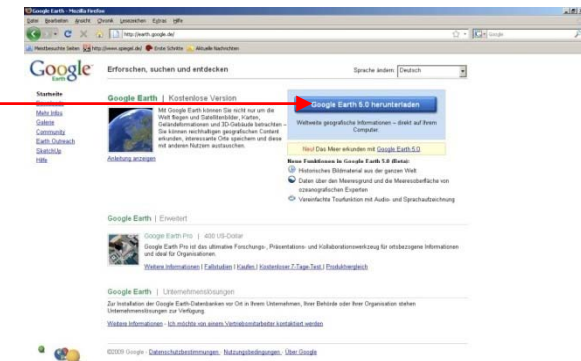 Google Earth - Mozilla Firefox
Datei Bearbeiten Ansicht Chronik Lesezeichen Extras Hilfe
http://earth.google.de/
Google
Meistbesuchte Seiten http://www.spiegel.de/ Erste Schritte Aktuelle Nachrichten
Google
Earth
Erforschen, suchen und entdecken
Sprache ändern: Deutsch
Startseite
Downloads
Mehr Infos
Galerie
Community
Earth Outreach
SketchUp
Hilfe
Google Earth | Kostenlose Version
Mit Google Earth können Sie nicht nur um die
Welt fliegen und Satellitenbilder, Karten,
Geländeinformationen und 3D-Gebäude betrachten –
Sie können reichhaltigen geografischen Content
erkunden, interessante Orte speichern und diese
mit anderen Nutzern austauschen.
Anleitung anzeigen
Google Earth 5.0 herunterladen
Weltweite geografische Informationen – direkt auf Ihrem
Computer.
Neu! Das Meer erkunden mit Google Earth 5.0
Neue Funktionen in Google Earth 5.0 (Beta):
Historisches Bildmaterial aus der ganzen Welt
Daten über den Meeresgrund und die Meeresoberfläche von
ozeanografischen Experten
Vereinfachte Tourfunktion mit Audio- und Sprachaufzeichnung
Google Earth | Erweitert
Google Earth Pro | 400 US-Dollar
Google Earth Pro ist das ultimative Forschungs-, Präsentations- und Kollaborationswerkzeug für ortsbezogene Informationen
und ideal für Organisationen.
Weitere Informationen | Fallstudien | Kaufen | Kostenloser 7-Tage-Test | Produktvergleich
Google Earth | Unternehmenslösungen
Zur Installation der Google Earth-Datenbanken vor Ort in Ihrem Unternehmen, Ihrer Behörde oder Ihrer Organisation stehen
Unternehmenslösungen zur Verfügung.
Weitere Informationen - Ich möchte von einem Vertriebsmitarbeiter kontaktiert werden
©2009 Google - Datenschutzbestimmungen - Nutzungsbedingungen - Über Google